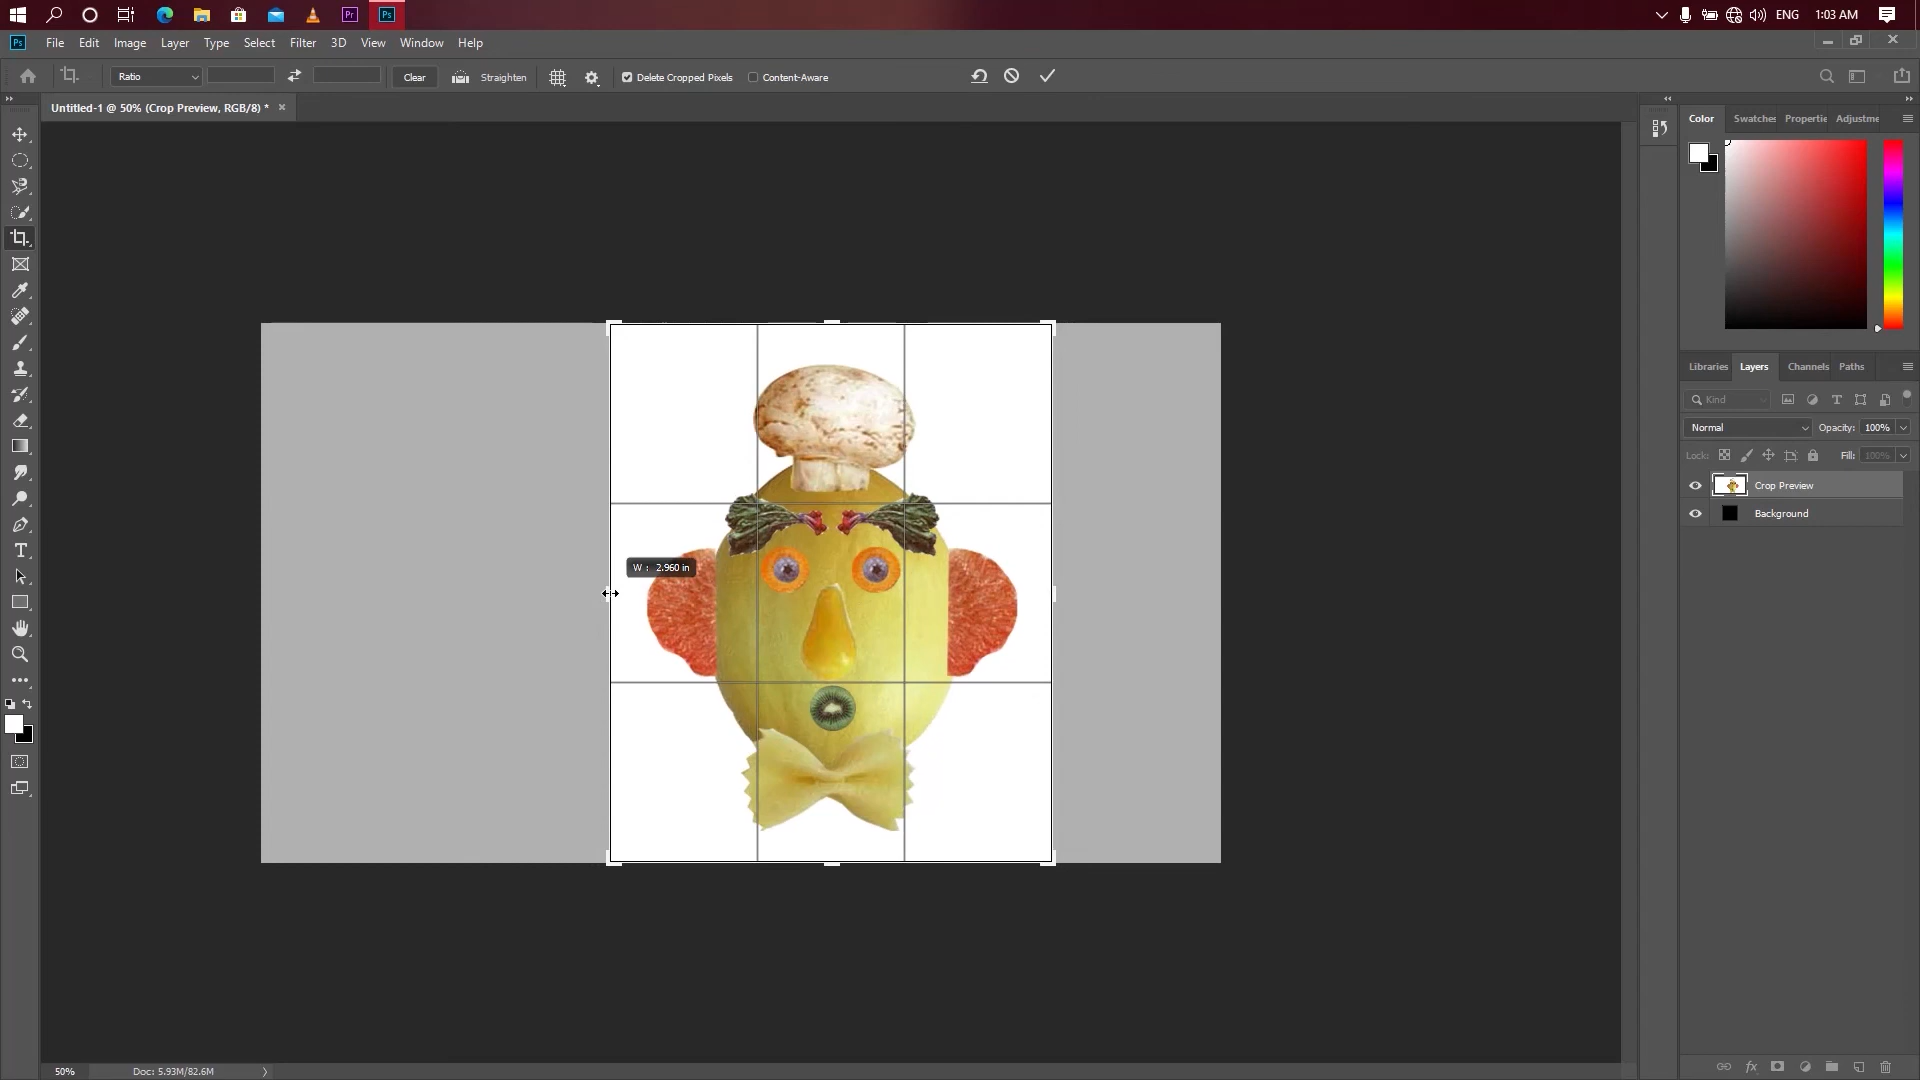 Pr
Ps
ENG
1:03 AM
Ps
File
Edit
Image
Layer
Type
Select
Filter
3D
View
Window
Help
Ratio
Clear
Straighten
Delete Cropped Pixels
Content-Aware
Untitled-1 @ 50% (Crop Preview, RGB/8) *
Color
Swatches
Propertie
Adjustme
W : 2.960 in
Libraries
Layers
Channels
Paths
Kind
Normal
Opacity: 100%
Lock:
Fill: 100%
Crop Preview
Background
50%
Doc: 5.93M/82.6M